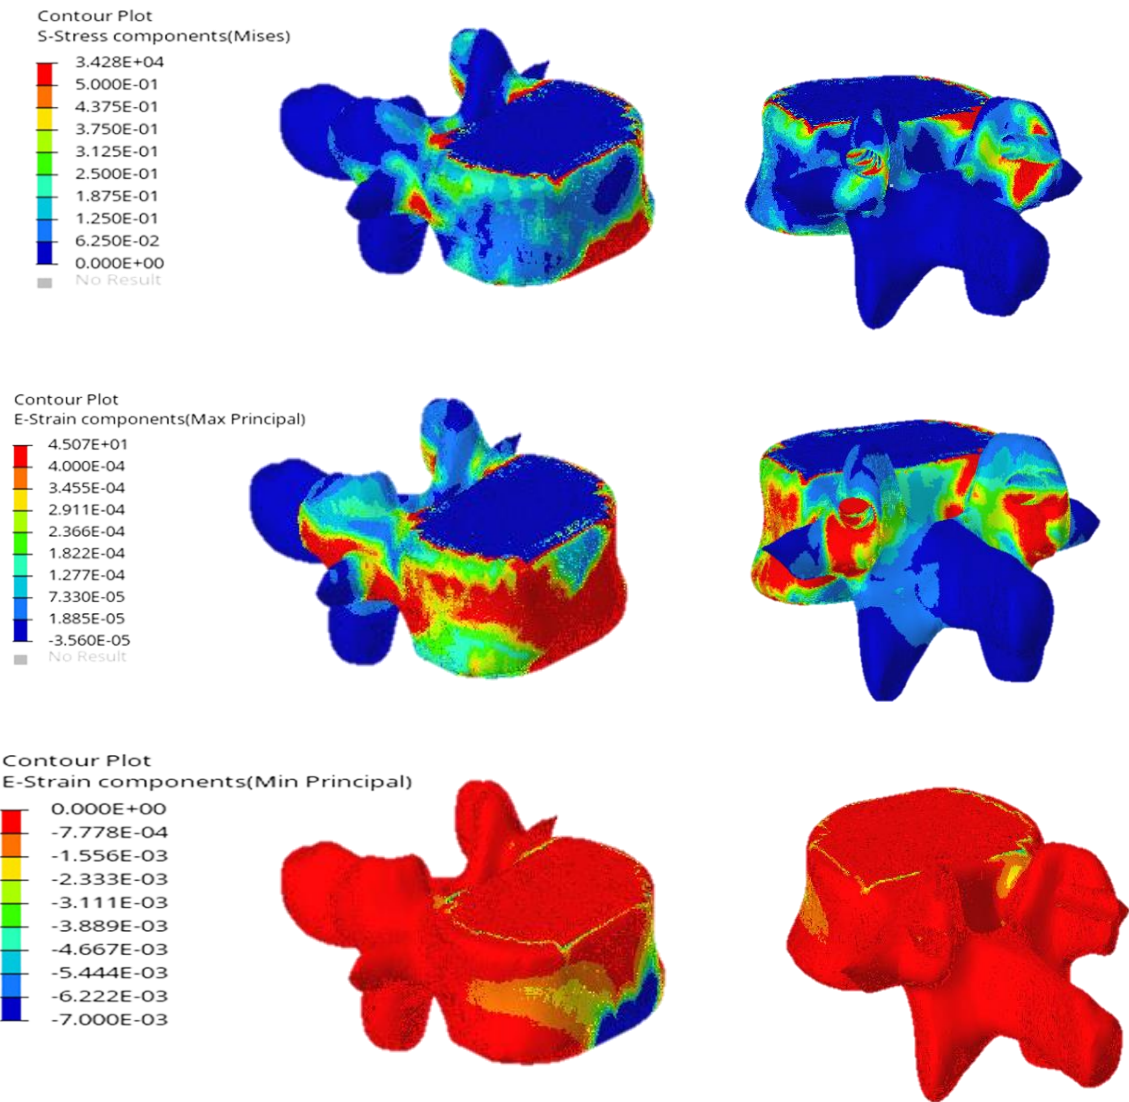 Contour Plot
S-Stress components(Mises)
3.428E+04
5.000E-01
4.375E-01
3.750E-01
3.125E-01
2.500E-01
1.875E-01
1.250E-01
6.250E-02
0.000E+00
No Result
Contour Plot
E-Strain components(Max Principal)
4.507E+01
4.000E-04
3.455E-04
2.911E-04
2.366E-04
1.822E-04
1.277E-04
7.330E-05
1.885E-05
-3.560E-05
No Result
Contour Plot
E-Strain components(Min Principal)
0.000E+00
-7.778E-04
-1.556E-03
-2.333E-03
-3.111E-03
-3.889E-03
-4.667E-03
-5.444E-03
-6.222E-03
-7.000E-03